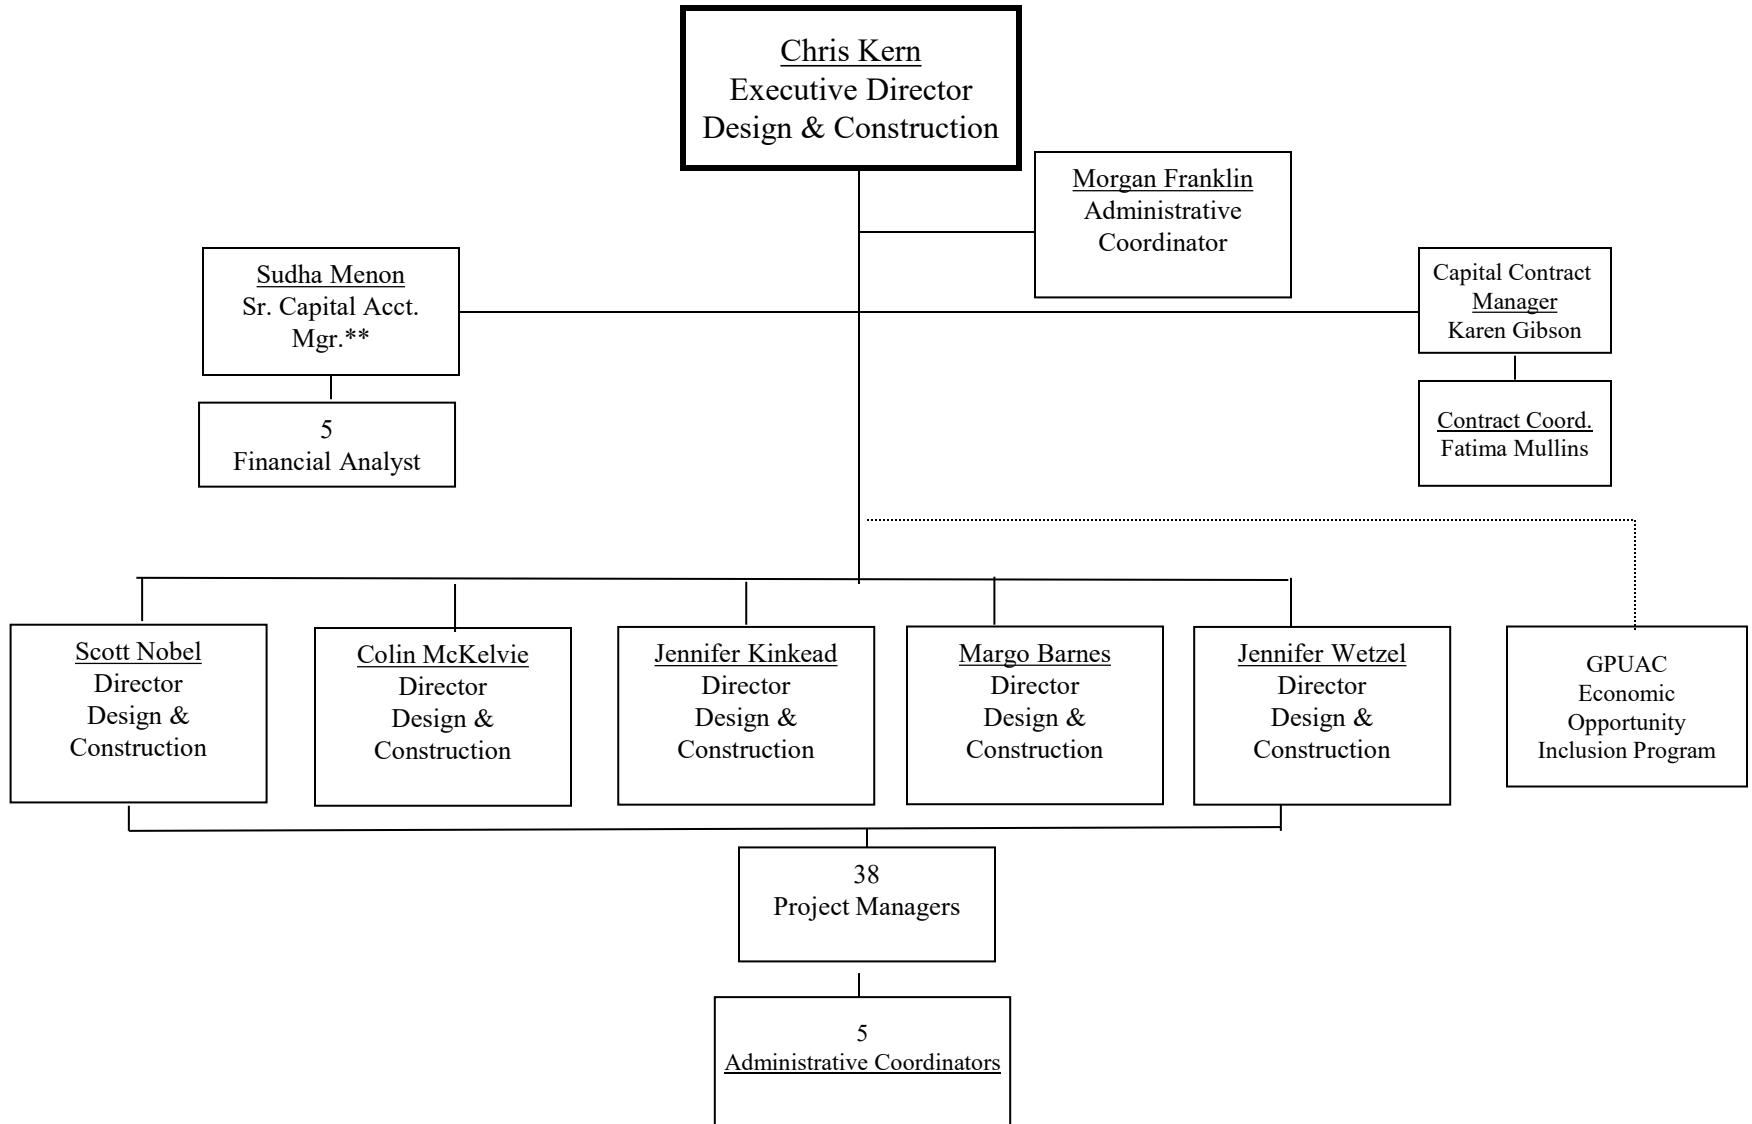 Chris Kern
Executive Director
Design & Construction
Morgan Franklin
Administrative
Coordinator
Sudha Menon
Sr. Capital Acct.
Mgr.**
Capital Contract
Manager
Karen Gibson
5
Financial Analyst
Contract Coord.
Fatima Mullins
Scott Nobel
Director
Design &
Construction
Colin McKelvie
Director
Design &
Construction
Jennifer Kinkead
Director
Design &
Construction
Margo Barnes
Director
Design &
Construction
Jennifer Wetzel
Director
Design &
Construction
GPUAC
Economic
Opportunity
Inclusion Program
38
Project Managers
5
Administrative Coordinators